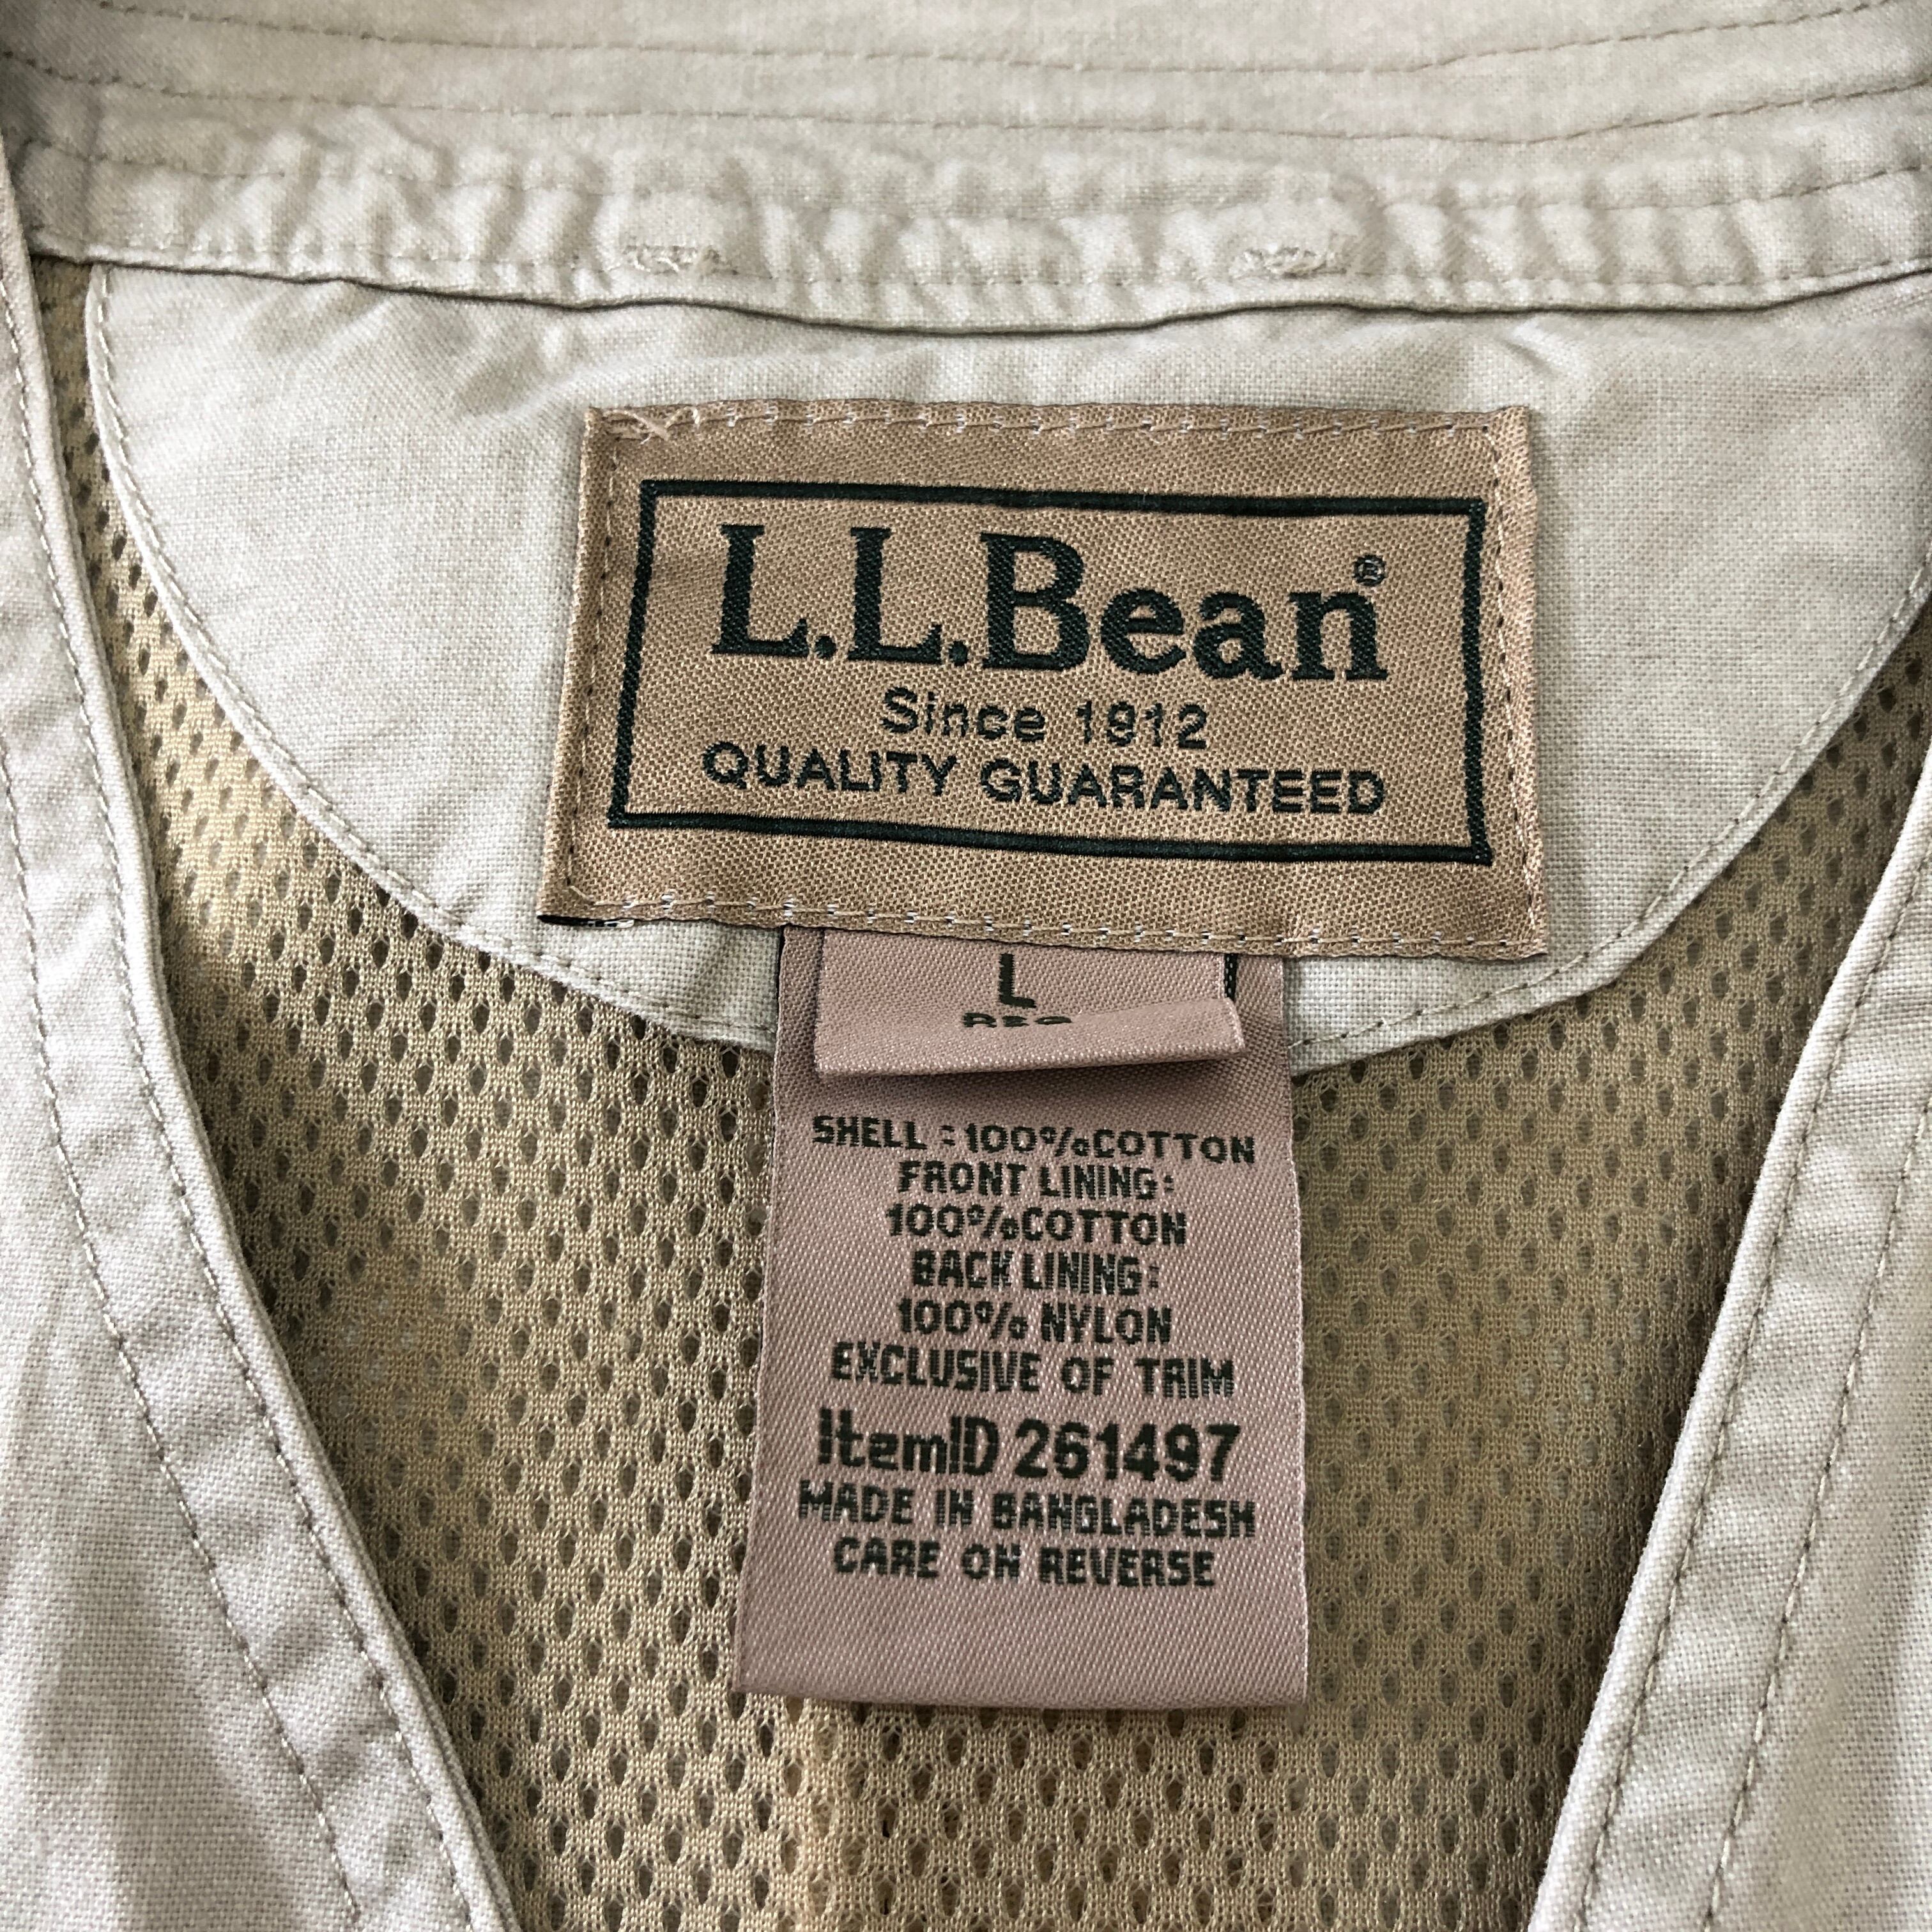 L.L.Bean®
Since 1912
QUALITY GUARANTEED
L
REG
SHELL : 100%COTTON
FRONT LINING:
100%COTTON
BACK LINING:
100% NYLON
EXCLUSIVE OF TRIM
ItemID 261497
MADE IN BANGLADESH
CARE ON REVERSE